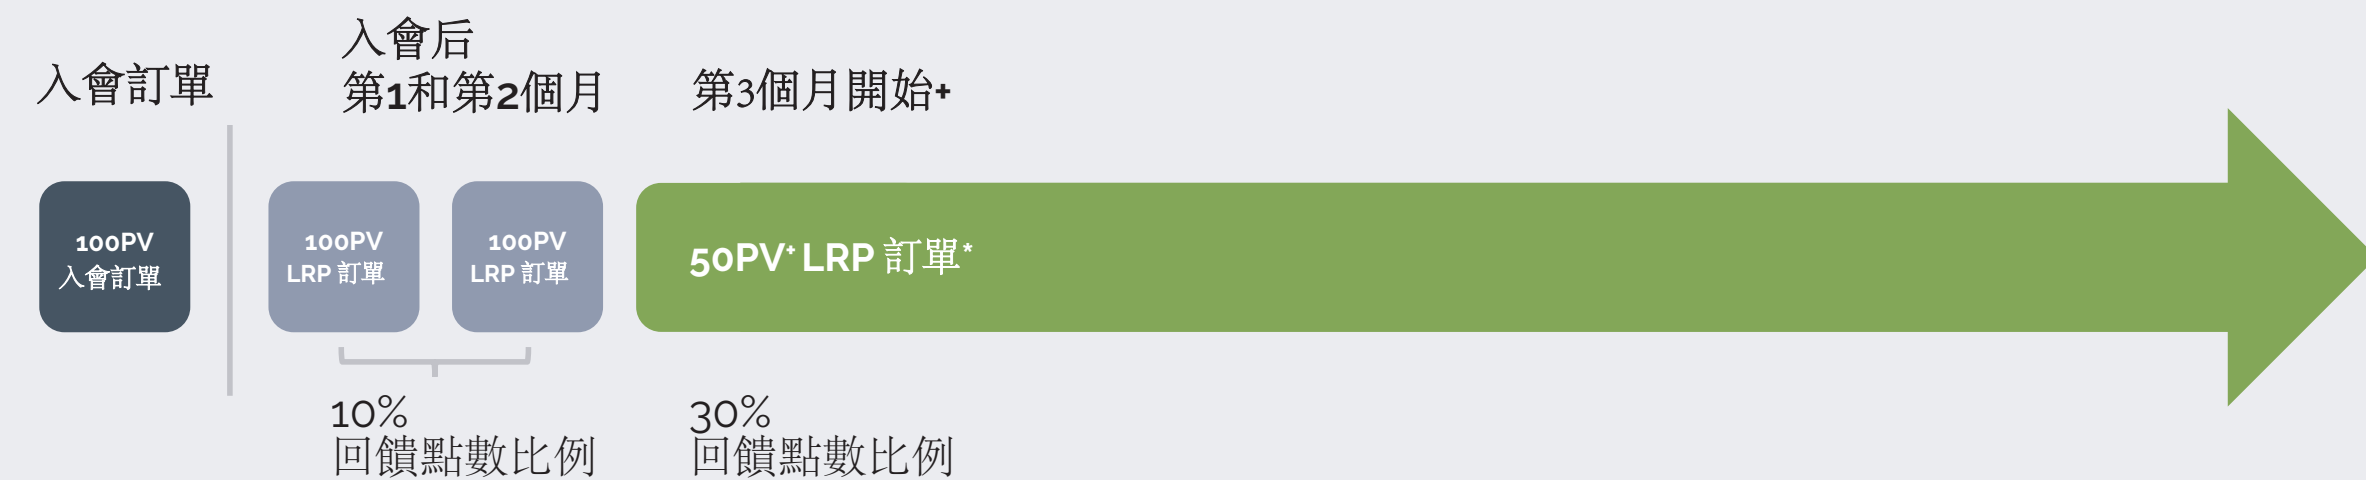 入會訂單
入會后
第1和第2個月
第3個月開始+
100PV
入會訂單
100PV
LRP 訂單
100PV
LRP 訂單
50PV+ LRP 訂單*
10%
回饋點數比例
30%
回饋點數比例